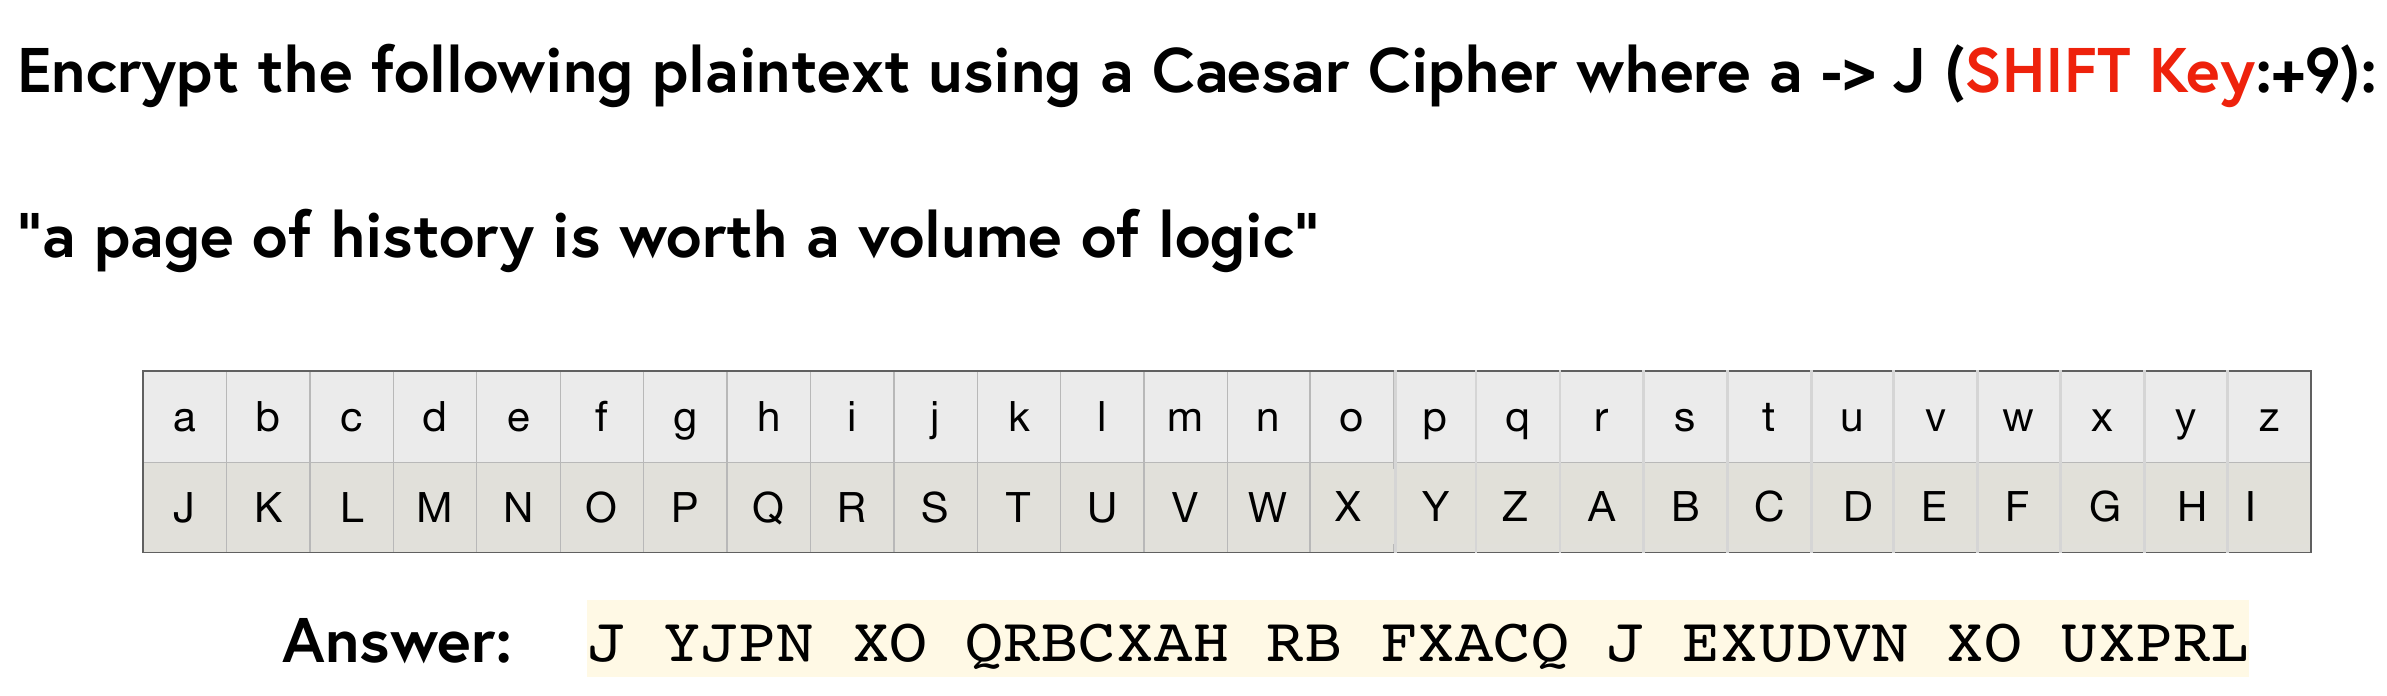 Encrypt the following plaintext using a Caesar Cipher where a -> J (SHIFT Key:+9):
"a page of history is worth a volume of logic"
a b c d e f g h i j k l m n o p q r s t u v w x y z
J K L M N O P Q R S T U V W X Y Z A B C D E F G H I
Answer: J YJPN XO QRBCXAH RB FXACQ J EXUDVN XO UXPRL